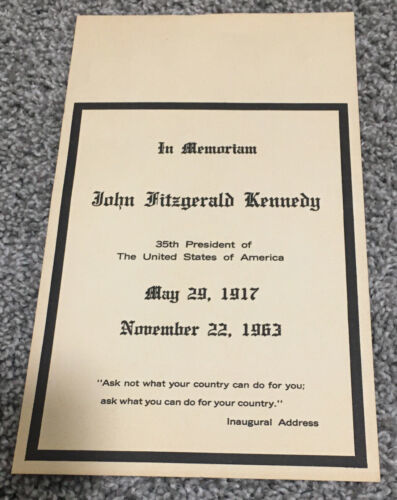 In Memoriam
John Fitzgerald Kennedy
35th President of
The United States of America
May 29, 1917
November 22, 1963
"Ask not what your country can do for you;
ask what you can do for your country."
Inaugural Address